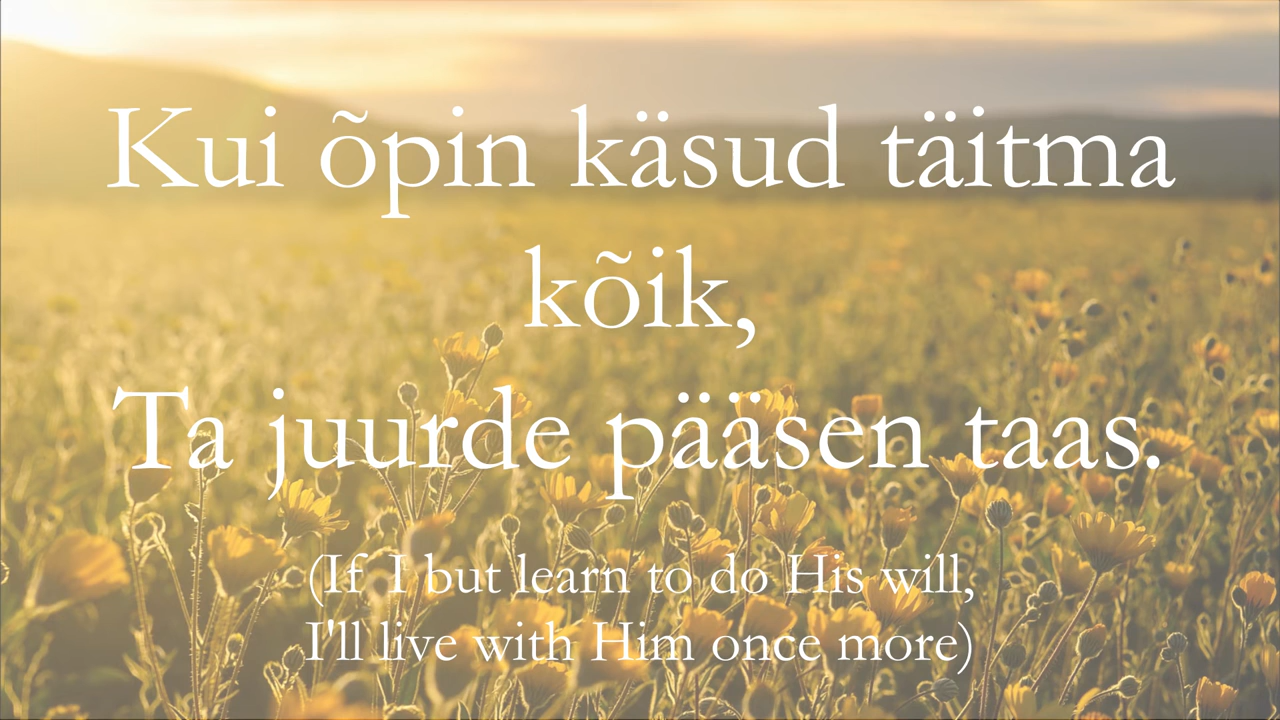 Kui õpin käsud täitma
kõik,
Ta juurde pääsen taas.
(If I but learn to do His will,
I'll live with Him once more)